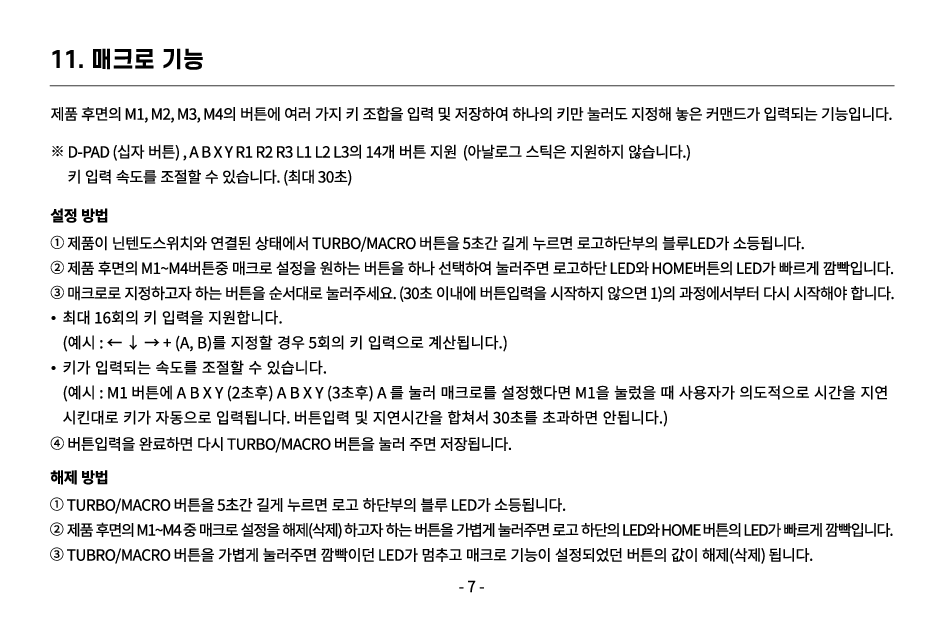 11. 매크로 기능
제품 후면의 M1, M2, M3, M4의 버튼에 여러 가지 키 조합을 입력 및 저장하여 하나의 키만 눌러도 지정해 놓은 커맨드가 입력되는 기능입니다.
※ D-PAD (십자 버튼) , A B X Y R1 R2 R3 L1 L2 L3의 14개 버튼 지원 (아날로그 스틱은 지원하지 않습니다.)
키 입력 속도를 조절할 수 있습니다. (최대 30초)
설정 방법
① 제품이 닌텐도스위치와 연결된 상태에서 TURBO/MACRO 버튼을 5초간 길게 누르면 로고하단부의 블루LED가 소등됩니다.
② 제품 후면의 M1~M4버튼중 매크로 설정을 원하는 버튼을 하나 선택하여 눌러주면 로고하단 LED와 HOME버튼의 LED가 빠르게 깜빡입니다.
③ 매크로로 지정하고자 하는 버튼을 순서대로 눌러주세요. (30초 이내에 버튼입력을 시작하지 않으면 1)의 과정에서부터 다시 시작해야 합니다.
• 최대 16회의 키 입력을 지원합니다.
(예시 : ← ↓ → + (A, B)를 지정할 경우 5회의 키 입력으로 계산됩니다.)
• 키가 입력되는 속도를 조절할 수 있습니다.
(예시 : M1 버튼에 A B X Y (2초후) A B X Y (3초후) A 를 눌러 매크로를 설정했다면 M1을 눌렀을 때 사용자가 의도적으로 시간을 지연
시킨대로 키가 자동으로 입력됩니다. 버튼입력 및 지연시간을 합쳐서 30초를 초과하면 안됩니다.)
④ 버튼입력을 완료하면 다시 TURBO/MACRO 버튼을 눌러 주면 저장됩니다.
해제 방법
① TURBO/MACRO 버튼을 5초간 길게 누르면 로고 하단부의 블루 LED가 소등됩니다.
② 제품 후면의 M1~M4 중 매크로 설정을 해제(삭제) 하고자 하는 버튼을 가볍게 눌러주면 로고 하단의 LED와 HOME 버튼의 LED가 빠르게 깜빡입니다.
③ TUBRO/MACRO 버튼을 가볍게 눌러주면 깜빡이던 LED가 멈추고 매크로 기능이 설정되었던 버튼의 값이 해제(삭제) 됩니다.
- 7 -